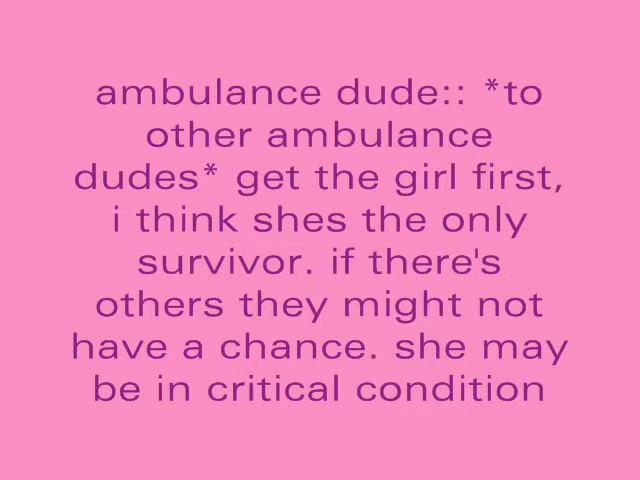 ambulance dude:: *to
other ambulance
dudes* get the girl first,
i think shes the only
survivor. if there's
others they might not
have a chance. she may
be in critical condition